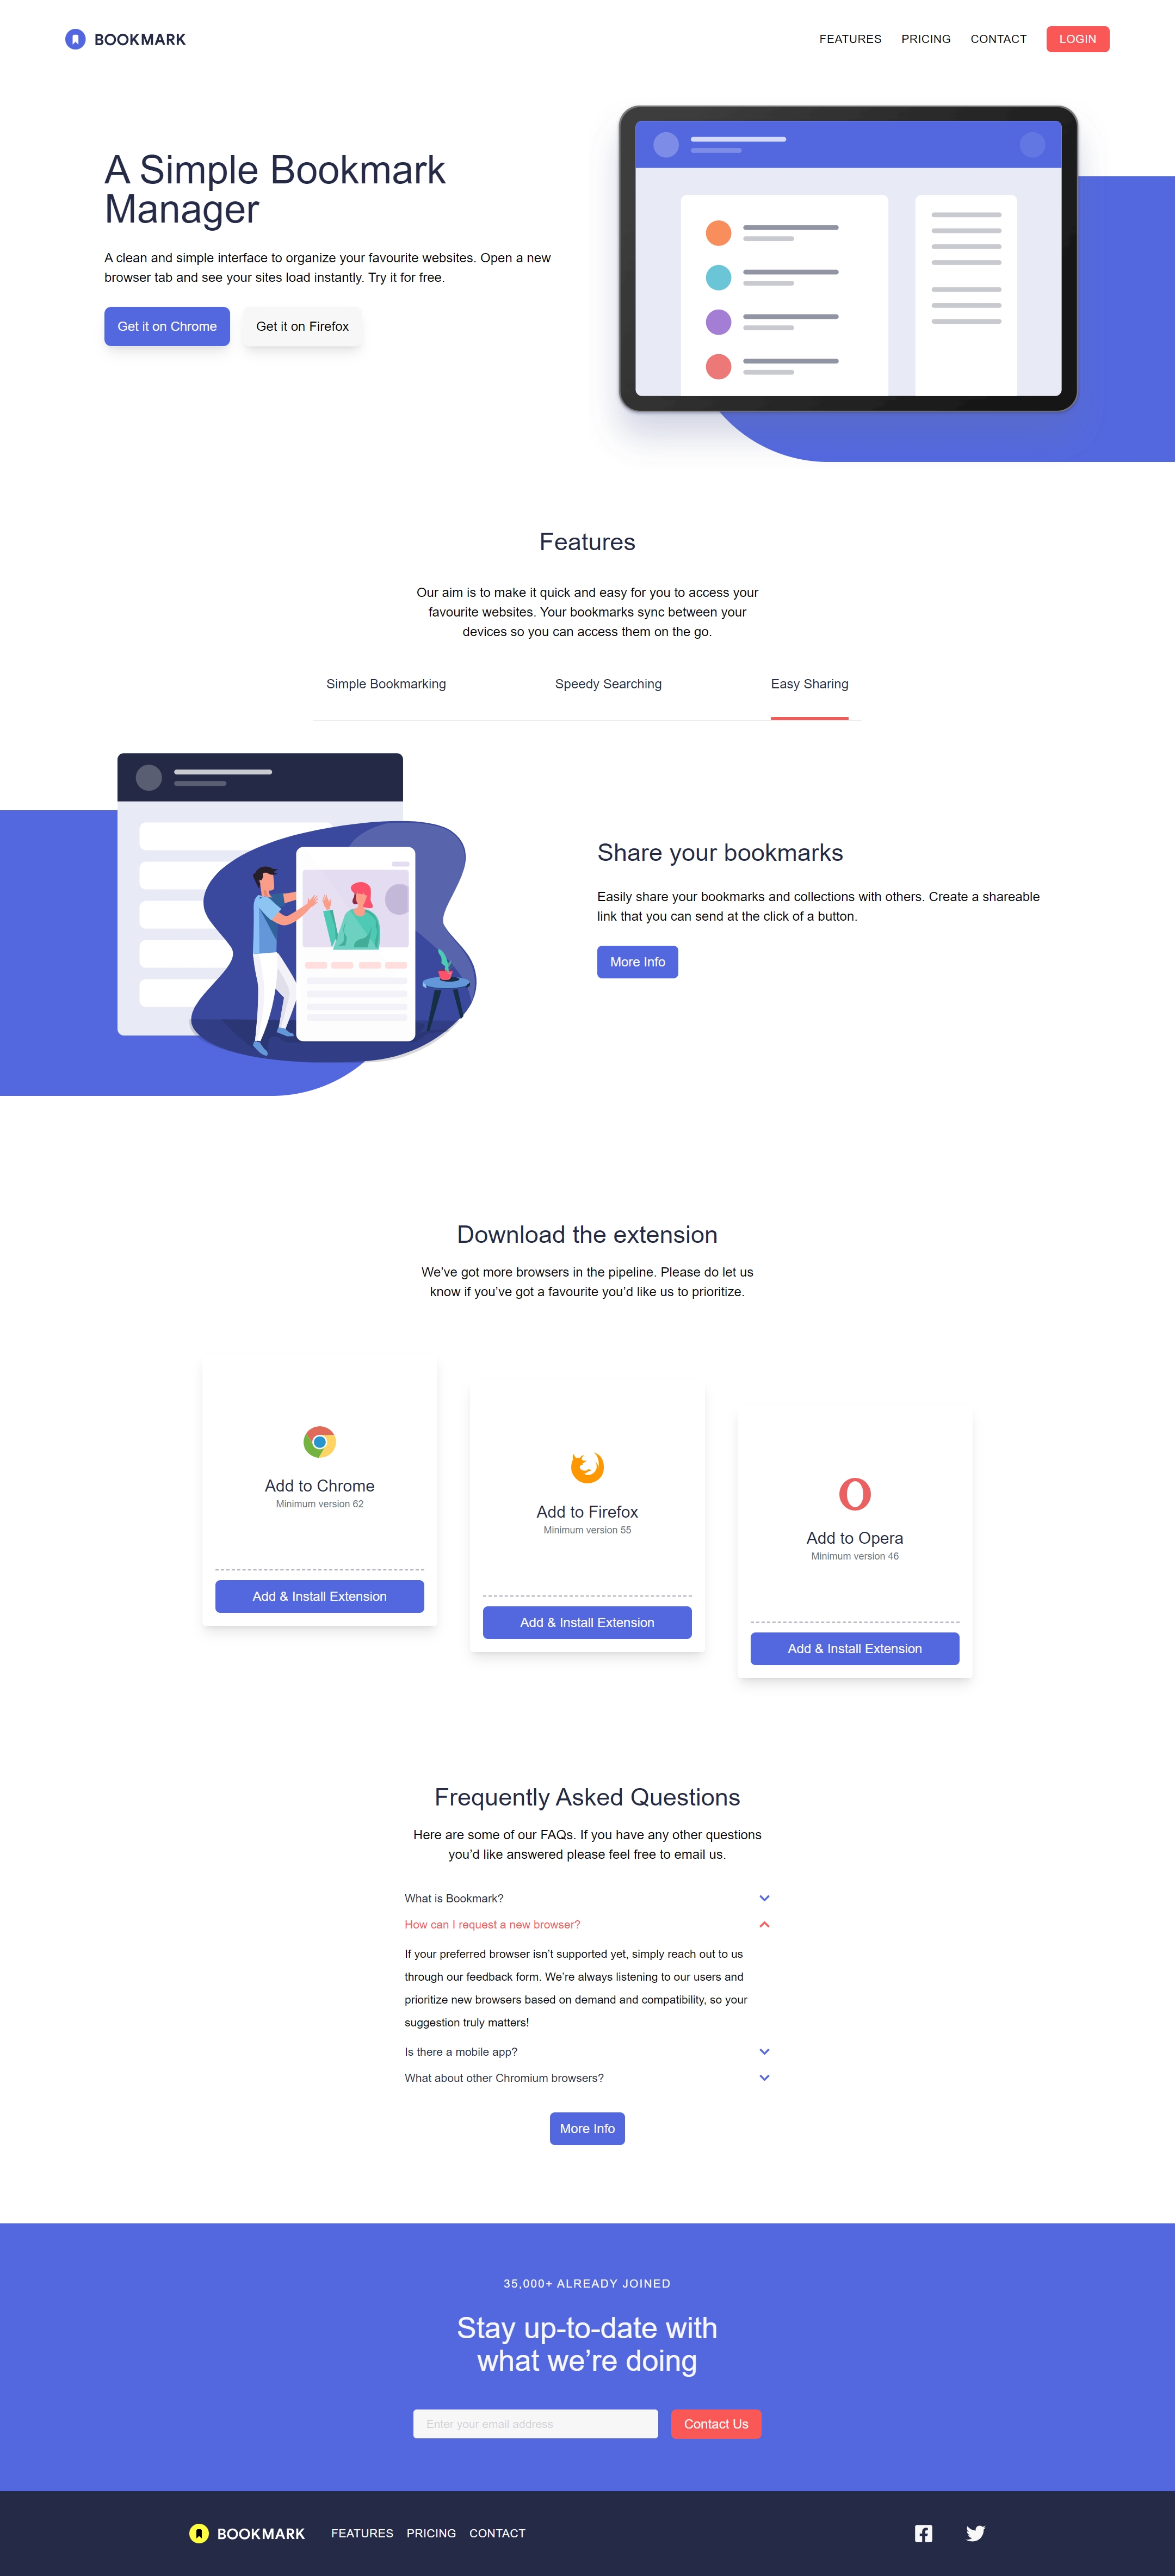 BOOKMARK
FEATURES PRICING CONTACT LOGIN
A Simple Bookmark
Manager
A clean and simple interface to organize your favourite websites. Open a new
browser tab and see your sites load instantly. Try it for free.
Get it on Chrome Get it on Firefox
Features
Our aim is to make it quick and easy for you to access your
favourite websites. Your bookmarks sync between your
devices so you can access them on the go.
Simple Bookmarking Speedy Searching Easy Sharing
Share your bookmarks
Easily share your bookmarks and collections with others. Create a shareable
link that you can send at the click of a button.
More Info
Download the extension
We’ve got more browsers in the pipeline. Please do let us
know if you’ve got a favourite you’d like us to prioritize.
Add to Chrome
Minimum version 62
Add & Install Extension
Add to Firefox
Minimum version 55
Add & Install Extension
Add to Opera
Minimum version 46
Add & Install Extension
Frequently Asked Questions
Here are some of our FAQs. If you have any other questions
you’d like answered please feel free to email us.
What is Bookmark?
How can I request a new browser?
If your preferred browser isn’t supported yet, simply reach out to us
through our feedback form. We’re always listening to our users and
prioritize new browsers based on demand and compatibility, so your
suggestion truly matters!
Is there a mobile app?
What about other Chromium browsers?
More Info
35,000+ ALREADY JOINED
Stay up-to-date with
what we’re doing
Enter your email address Contact Us
BOOKMARK FEATURES PRICING CONTACT